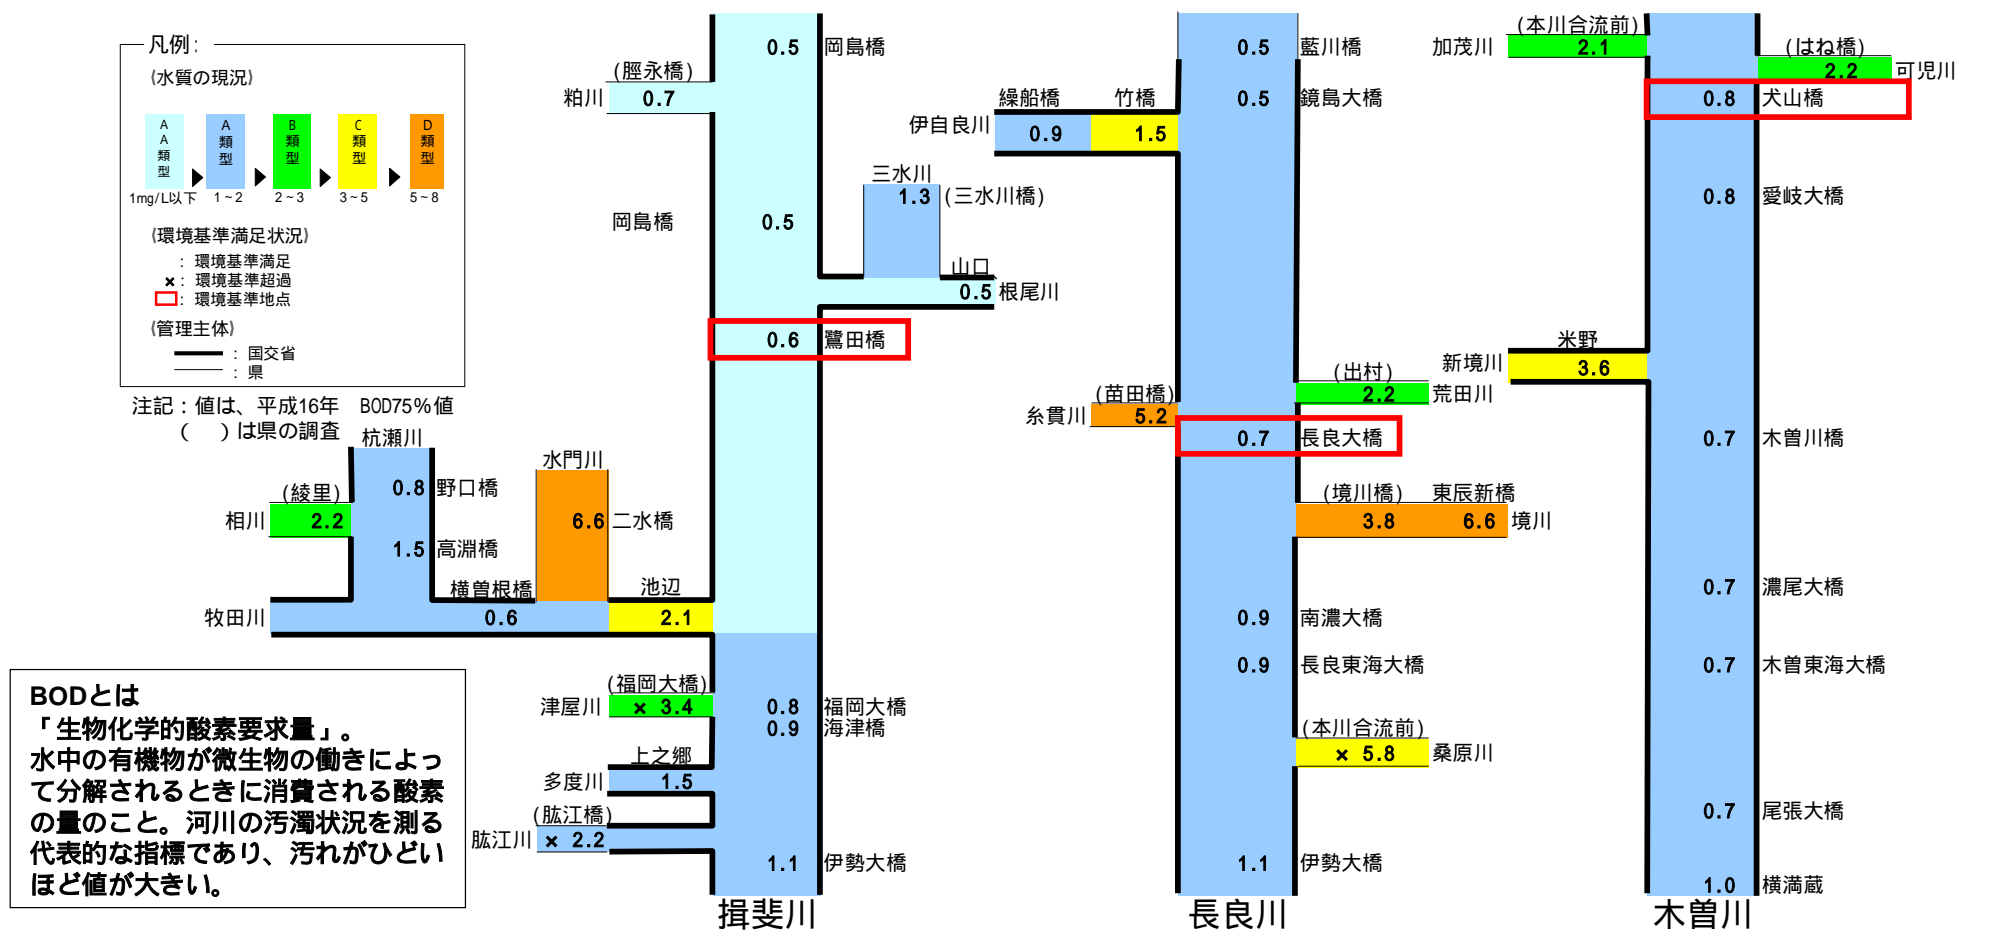 凡例：
(水質の現況)
AA類型
A類型
B類型
C類型
D類型
1mg/L以下
1~2
2~3
3~5
5~8
(環境基準満足状況)
：環境基準満足
×：環境基準超過
：環境基準地点
(管理主体)
：国交省
：県
注記：値は、平成16年　BOD75%値
(　)は県の調査
BODとは
「生物化学的酸素要求量」。
水中の有機物が微生物の働きによっ
て分解されるときに消費される酸素
の量のこと。河川の汚濁状況を測る
代表的な指標であり、汚れがひどい
ほど値が大きい。
0.5 岡島橋
(脛永橋)
粕川 0.7
岡島橋 0.5
三水川
1.3 (三水川橋)
山口
0.5 根尾川
0.6 鷺田橋
杭瀬川
0.8 野口橋
(綾里)
相川 2.2
1.5 高淵橋
水門川
6.6 二水橋
横曽根橋
池辺
牧田川 0.6 2.1
(福岡大橋)
津屋川 × 3.4
0.8 福岡大橋
0.9 海津橋
上之郷
多度川 1.5
(肱江橋)
肱江川 × 2.2
1.1 伊勢大橋
揖斐川
0.5 藍川橋
繰船橋 竹橋
伊自良川 0.9 1.5
0.5 鏡島大橋
(出村)
2.2 荒田川
(苗田橋)
糸貫川 5.2
0.7 長良大橋
(境川橋) 東辰新橋
3.8 6.6 境川
0.9 南濃大橋
0.9 長良東海大橋
(本川合流前)
× 5.8 桑原川
1.1 伊勢大橋
長良川
(本川合流前)
加茂川 2.1
(はね橋)
2.2 可児川
0.8 犬山橋
0.8 愛岐大橋
米野
新境川 3.6
0.7 木曽川橋
0.7 濃尾大橋
0.7 木曽東海大橋
0.7 尾張大橋
1.0 横満蔵
木曽川